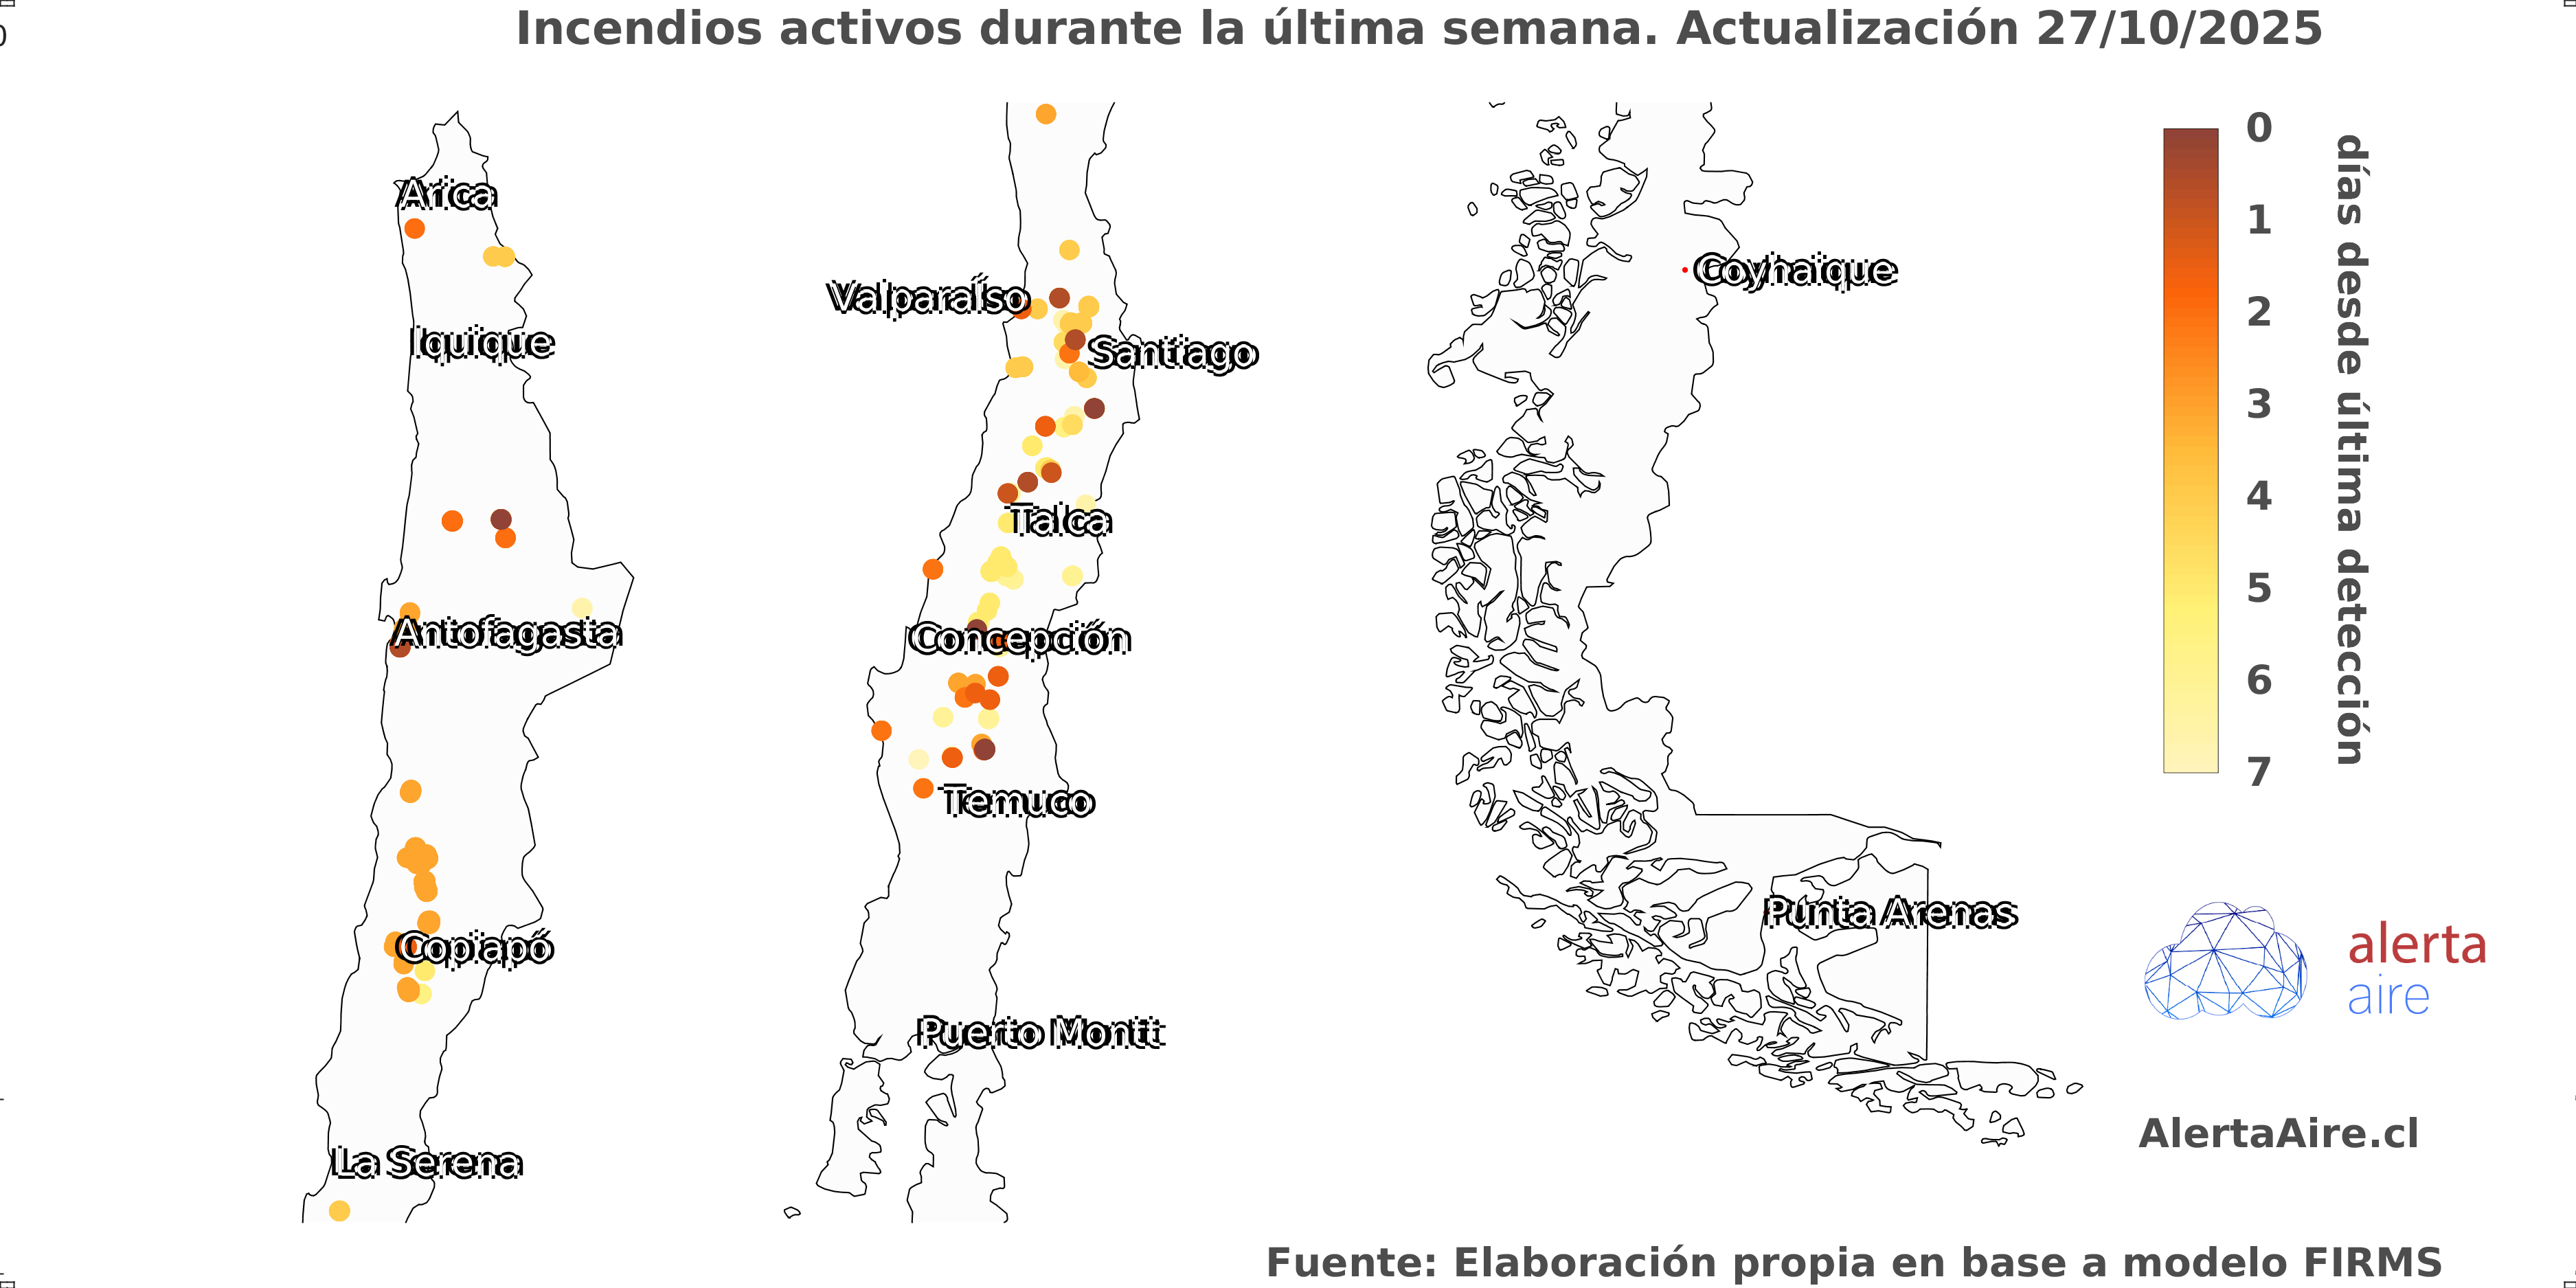 Incendios activos durante la última semana. Actualización 27/10/2025
0
Arica
Iquique
Antofagasta
Copiapó
La Serena
Valparaíso
Santiago
Talca
Concepción
Temuco
Puerto Montt
Coyhaique
Punta Arenas
0
1
2
3
4
5
6
7
días desde última detección
alerta
aire
AlertaAire.cl
Fuente: Elaboración propia en base a modelo FIRMS